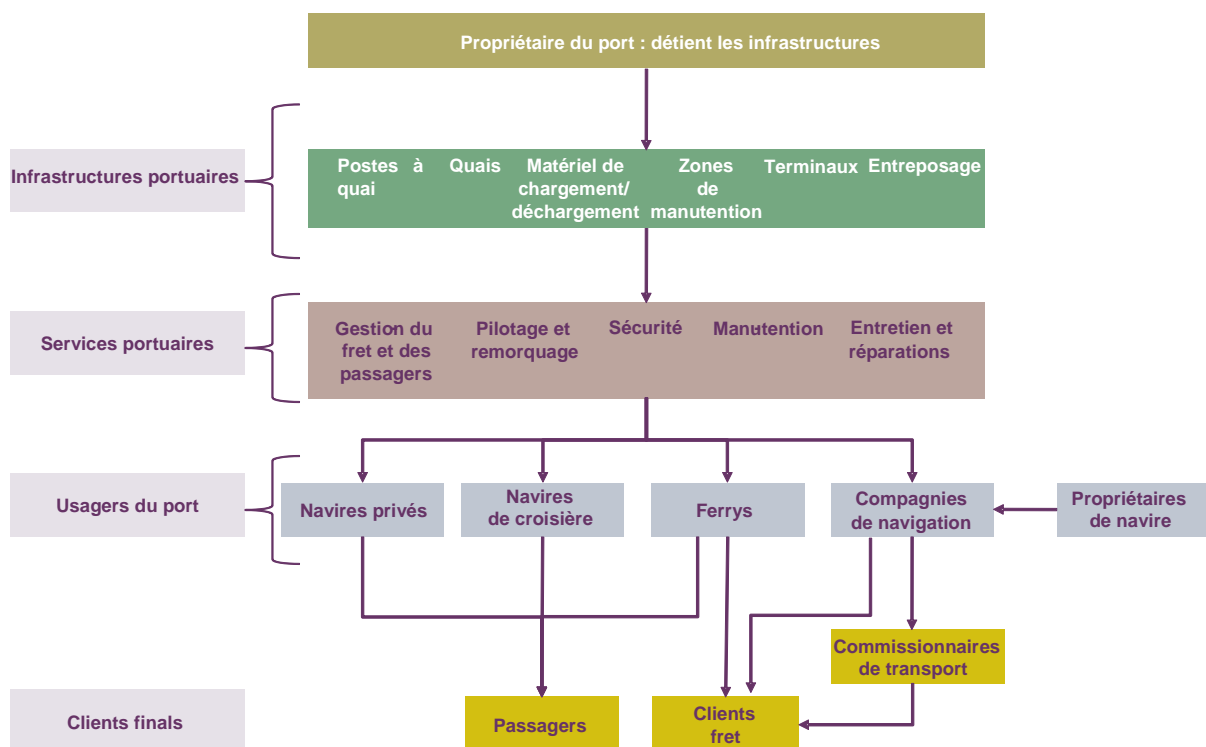 Propriétaire du port : détient les infrastructures
Infrastructures portuaires
Postes à
quai
Quais
Matériel de
chargement/
déchargement
Zones
de
manutention
Terminaux
Entreposage
Services portuaires
Gestion du
fret et des
passagers
Pilotage et
remorquage
Sécurité
Manutention
Entretien et
réparations
Usagers du port
Navires privés
Navires
de croisière
Ferrys
Compagnies
de navigation
Propriétaires
de navire
Commissionnaires
de transport
Clients finals
Passagers
Clients
fret